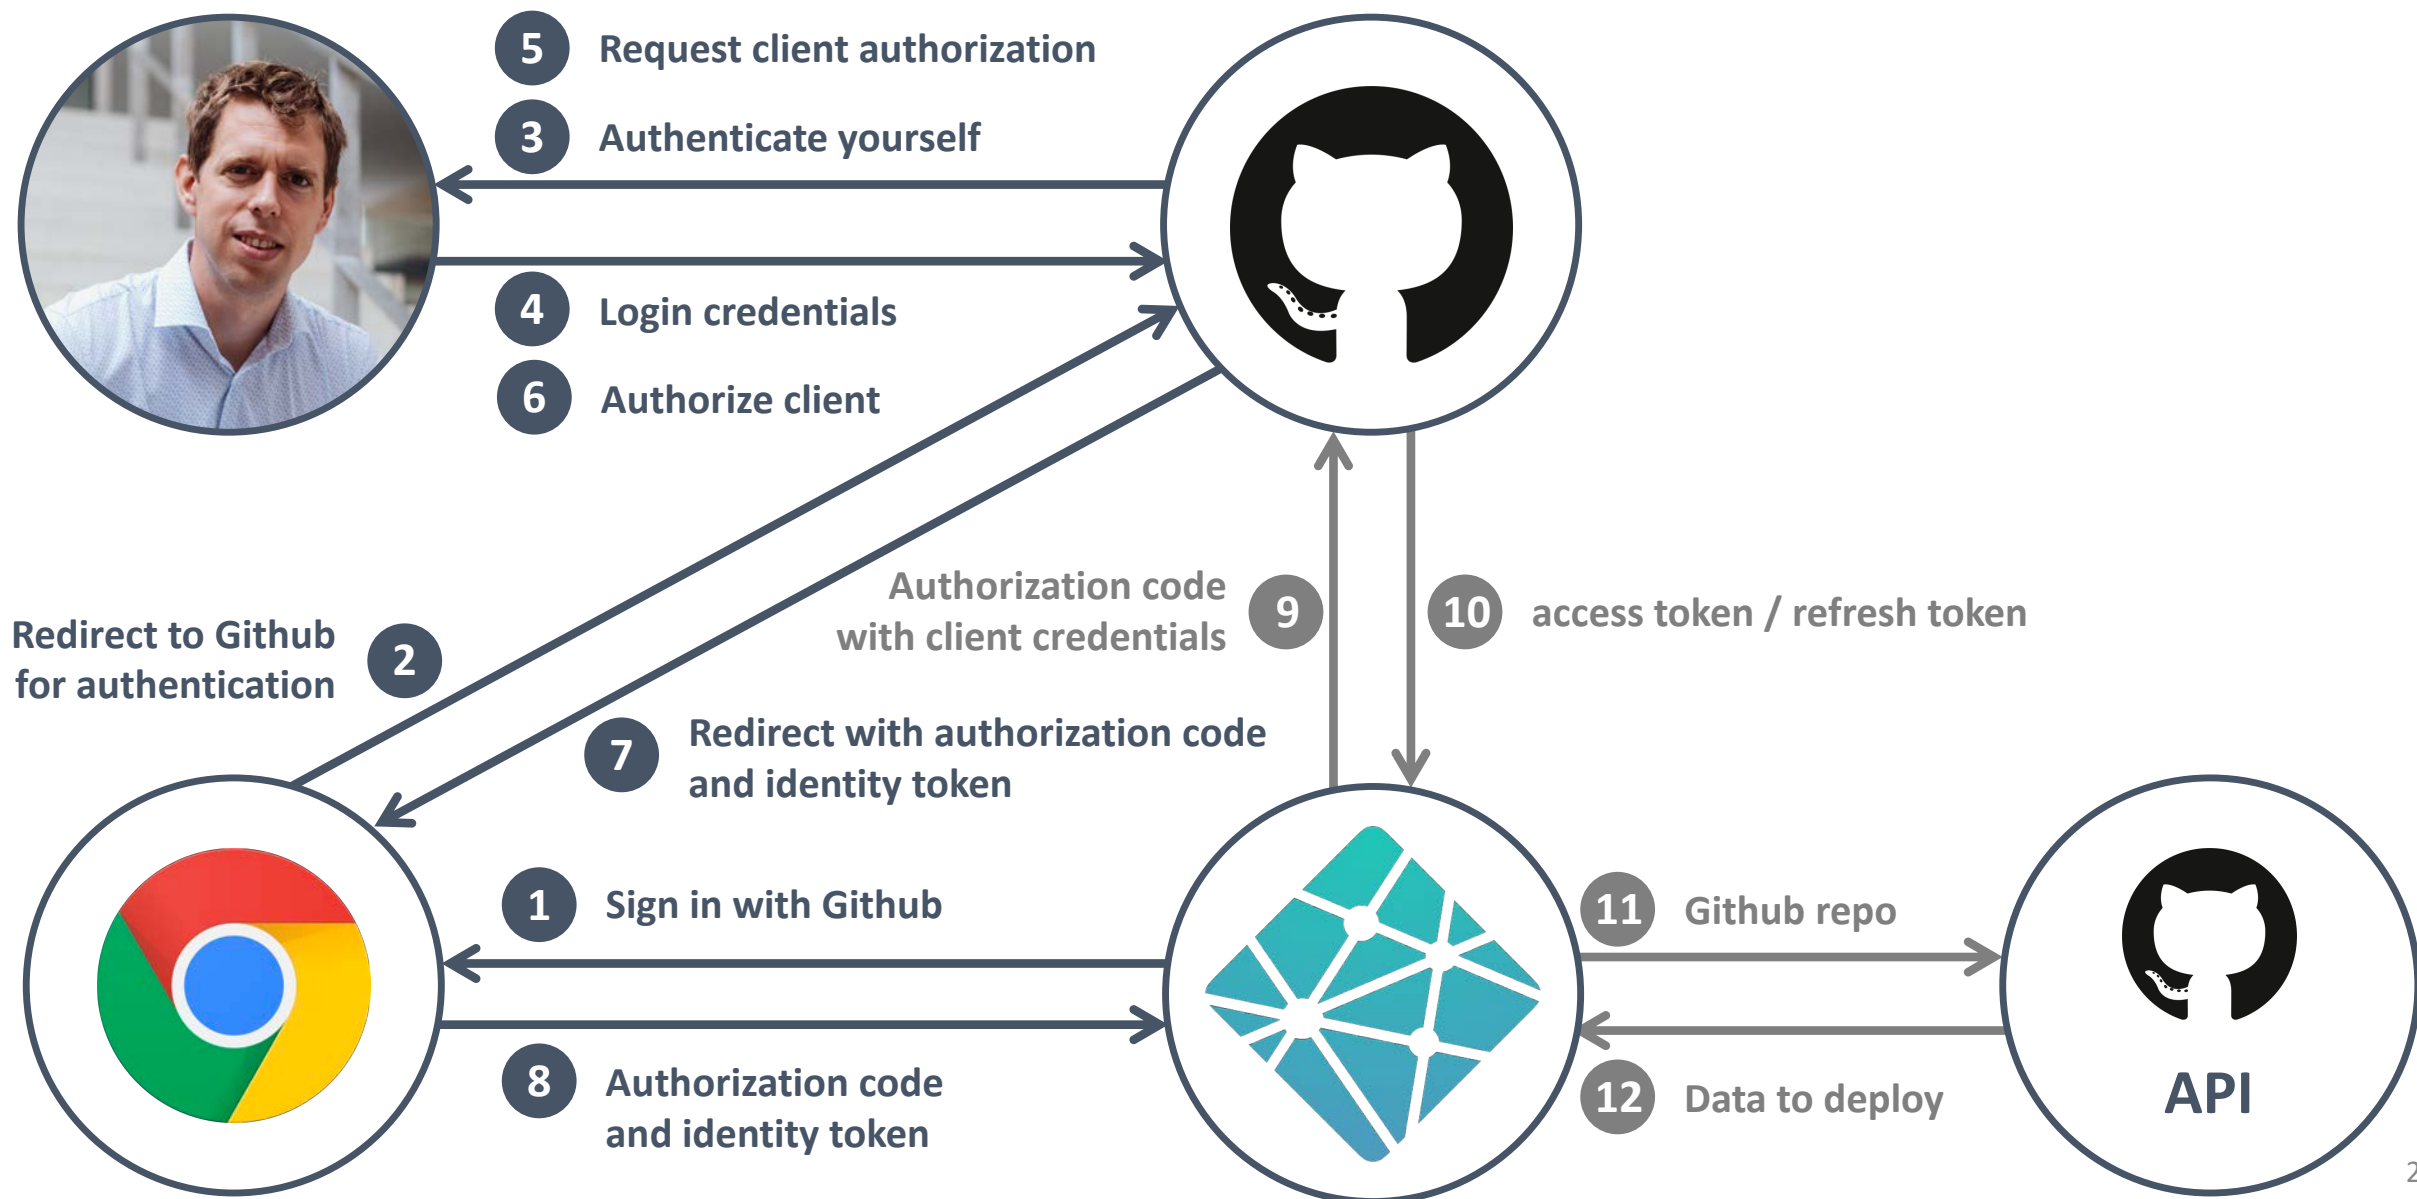 5 Request client authorization
3 Authenticate yourself
4 Login credentials
6 Authorize client
Redirect to Github
for authentication
2
Authorization code
with client credentials
9
10 access token / refresh token
7 Redirect with authorization code
and identity token
1 Sign in with Github
8 Authorization code
and identity token
11 Github repo
12 Data to deploy
API
2